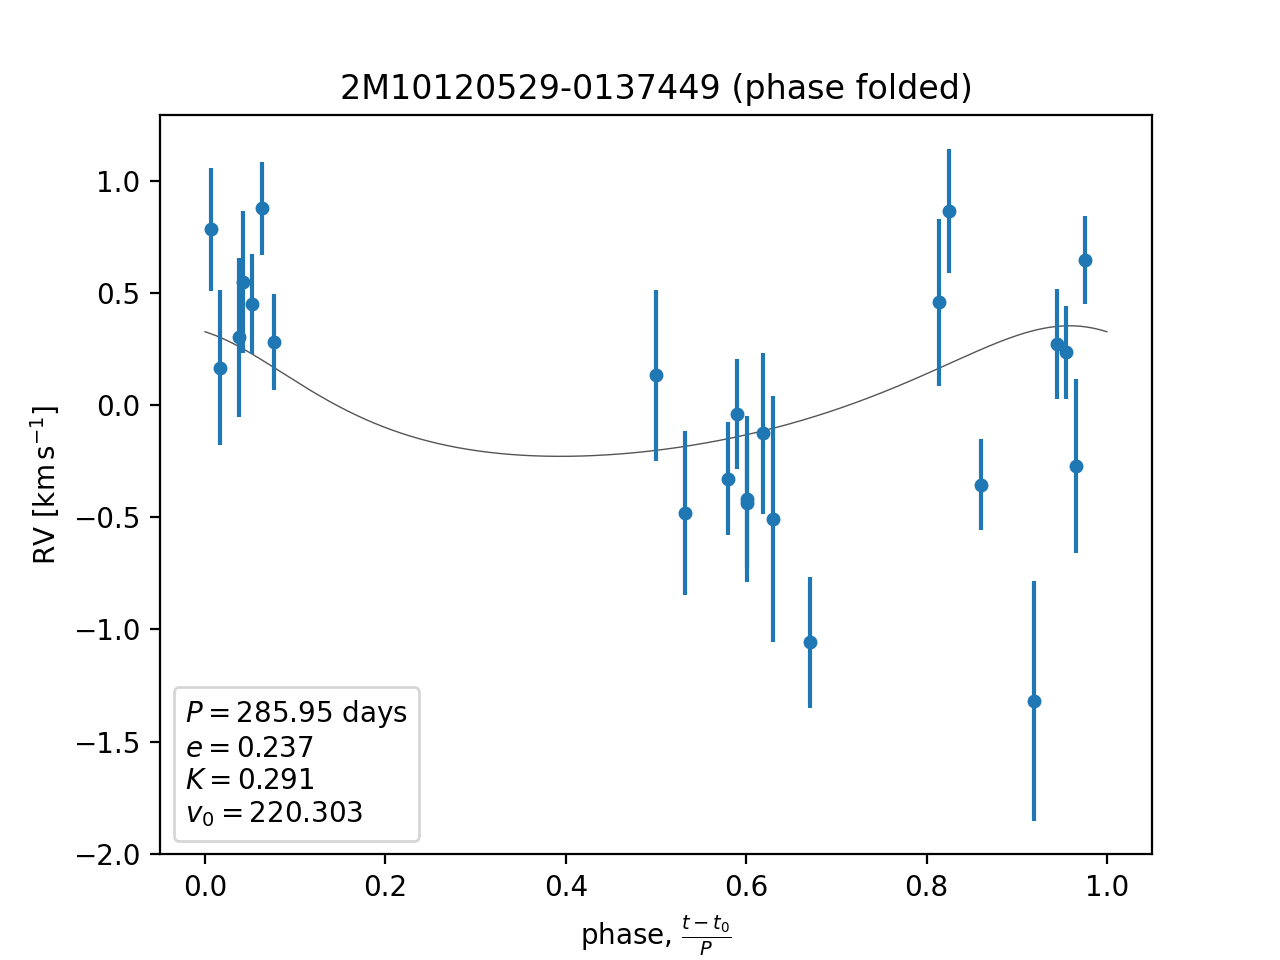 2M10120529-0137449 (phase folded)
1.0
0.5
0.0
−0.5
−1.0
−1.5
−2.0
RV [km s⁻¹]
P = 285.95 days
e = 0.237
K = 0.291
v₀ = 220.303
0.0 0.2 0.4 0.6 0.8 1.0
phase, (t − t₀)/P